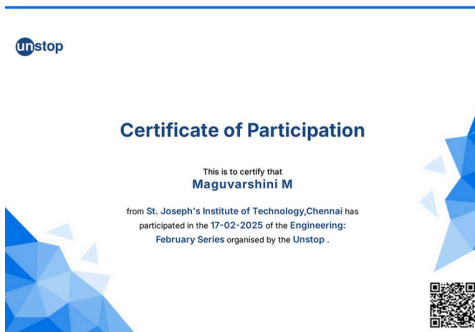 unstop
Certificate of Participation
This is to certify that
Maguvarshini M
from St. Joseph's Institute of Technology,Chennai has
participated in the 17-02-2025 of the Engineering:
February Series organised by the Unstop .